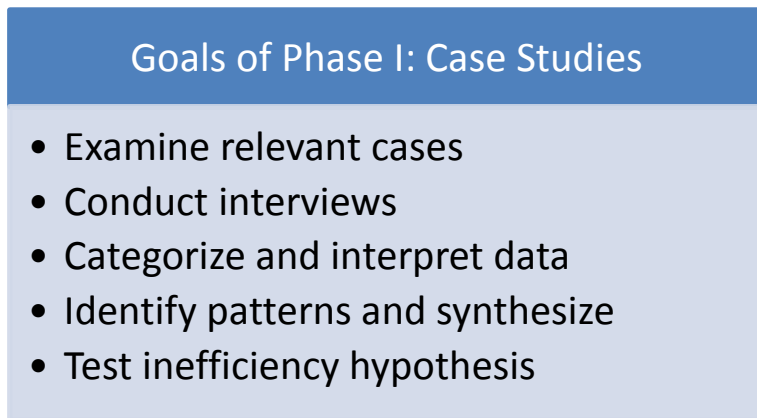 Goals of Phase I: Case Studies
• Examine relevant cases
• Conduct interviews
• Categorize and interpret data
• Identify patterns and synthesize
• Test inefficiency hypothesis